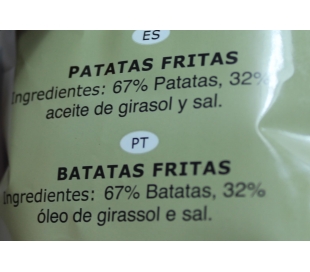 ES
PATATAS FRITAS
Ingredientes: 67% Patatas, 32%
aceite de girasol y sal.
PT
BATATAS FRITAS
Ingredientes: 67% Batatas, 32%
óleo de girassol e sal.